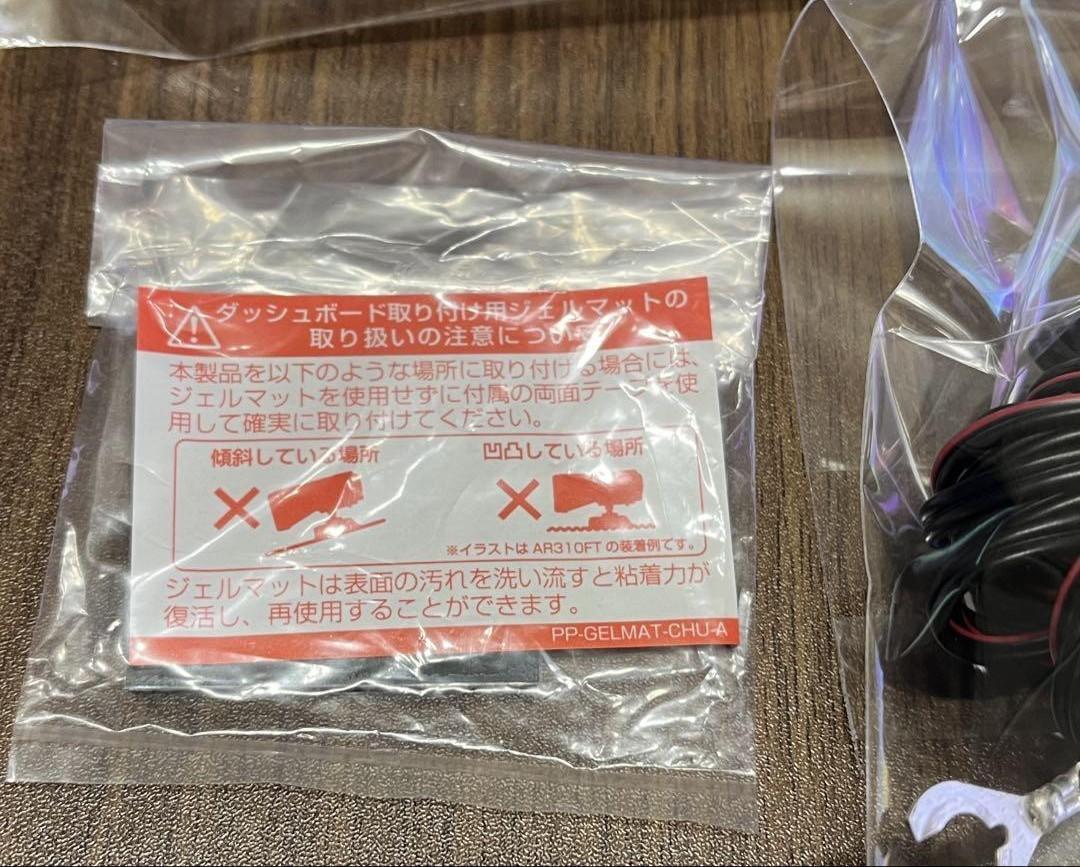 ダッシュボード取り付け用ジェルマットの
取り扱いの注意について
本製品を以下のような場所に取り付ける場合には、
ジェルマットを使用せずに付属の両面テープを使
用して確実に取り付けてください。
傾斜している場所
凹凸している場所
※イラストは AR310FT の装着例です。
ジェルマットは表面の汚れを洗い流すと粘着力が
復活し、再使用することができます。
PP-GELMAT-CHU-A